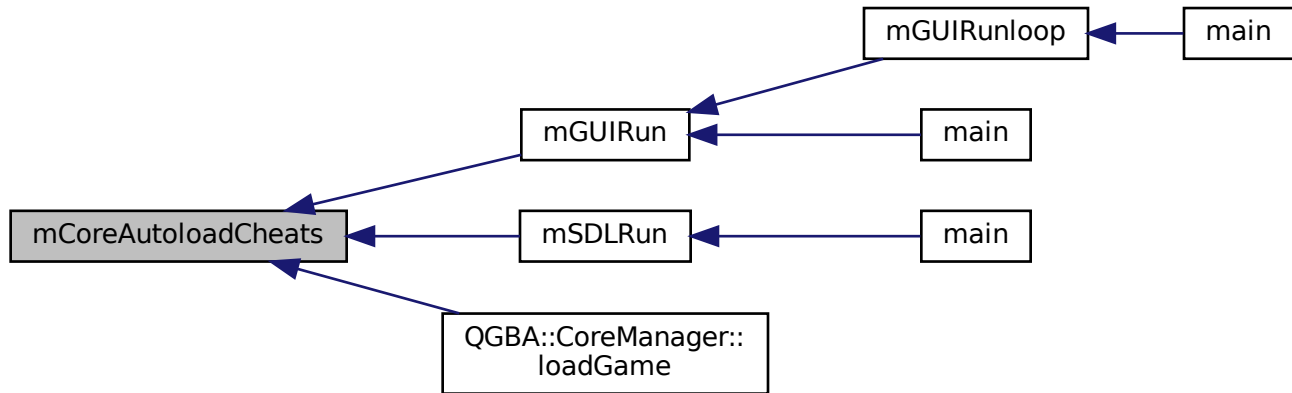 mGUIRunloop
main
mGUIRun
main
mCoreAutoloadCheats
mSDLRun
main
QGBA::CoreManager::
loadGame